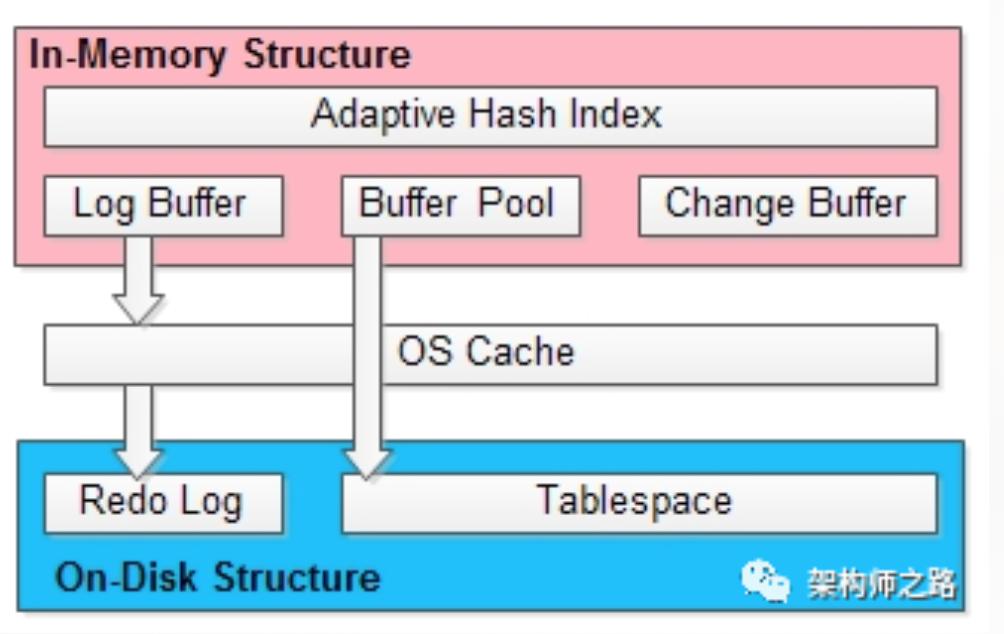 In-Memory Structure
Adaptive Hash Index
Log Buffer
Buffer Pool
Change Buffer
OS Cache
Redo Log
Tablespace
On-Disk Structure
架构师之路